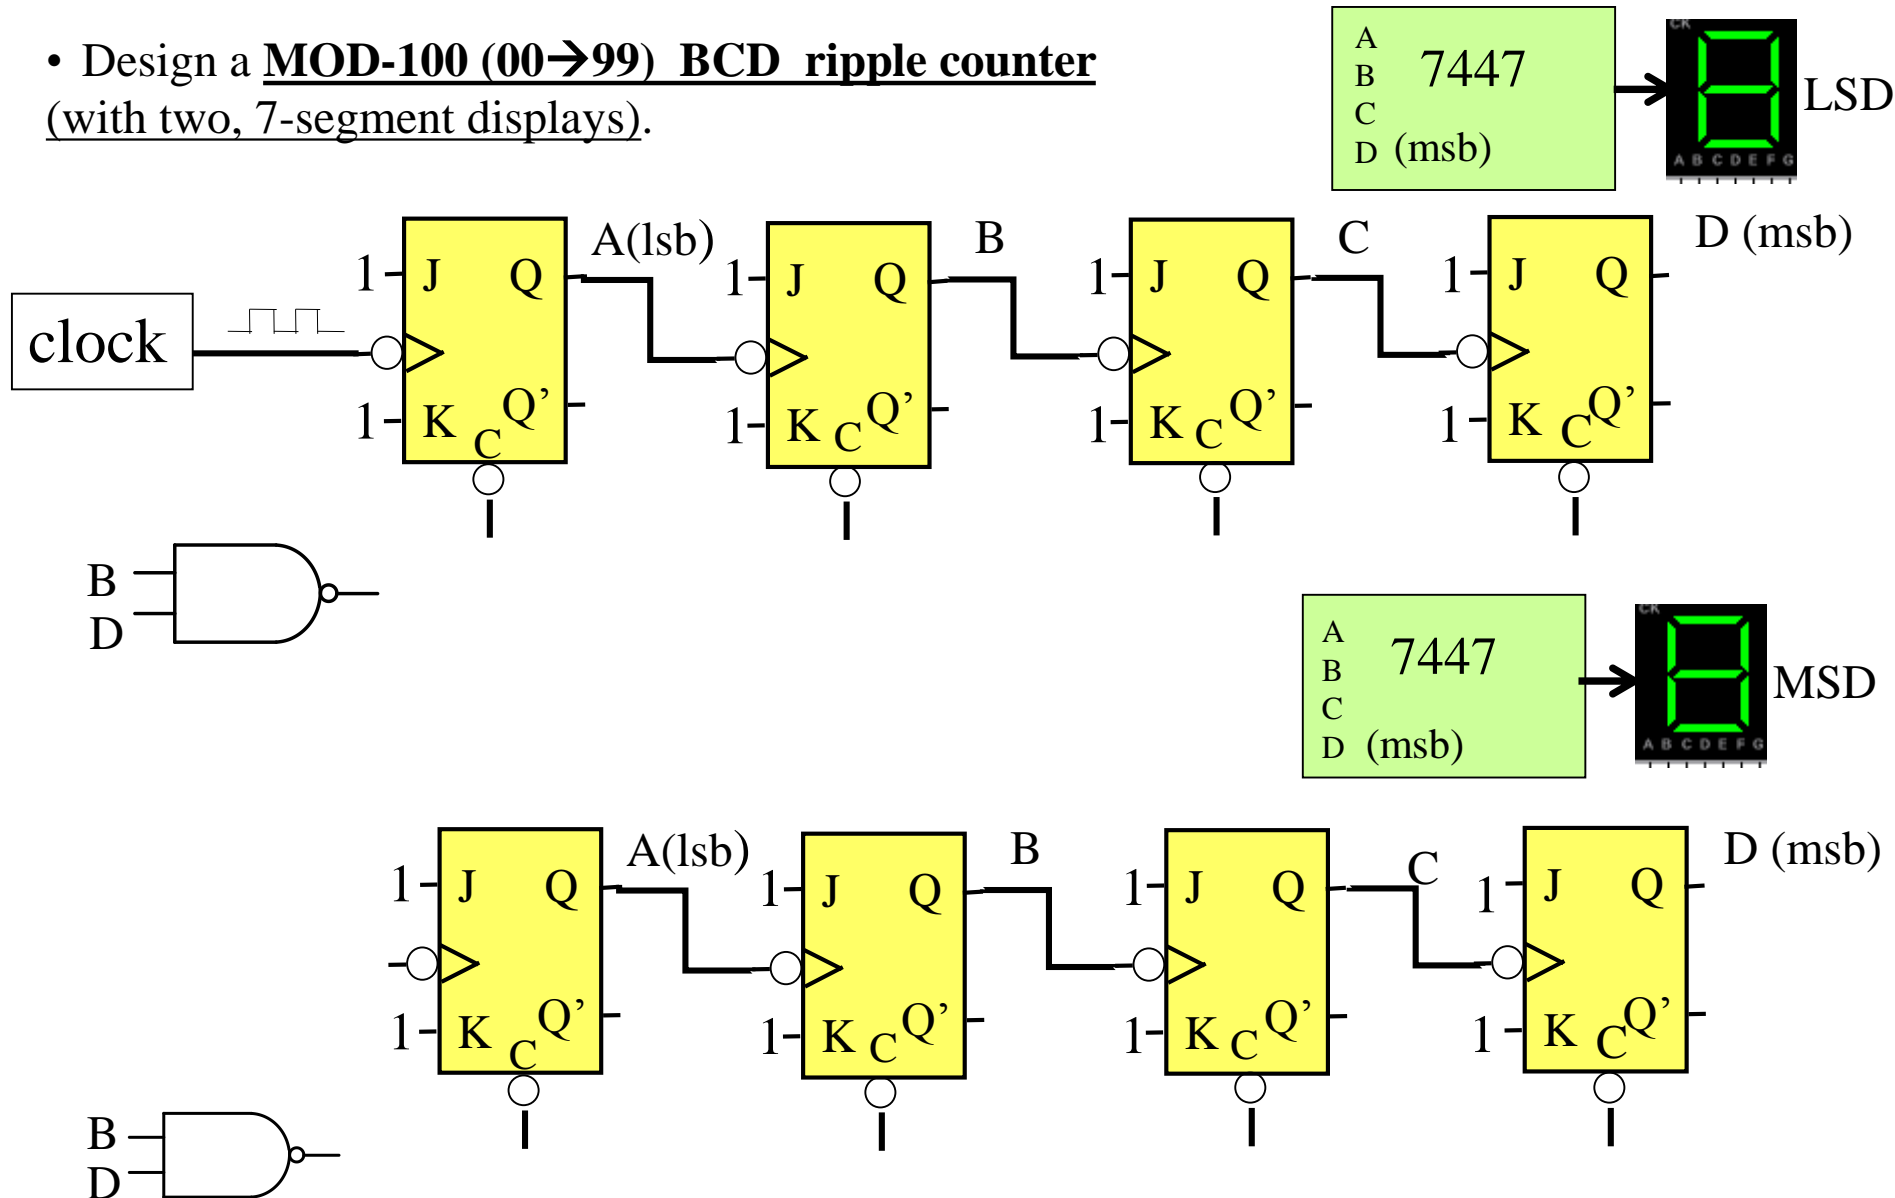 • Design a MOD-100 (00→99) BCD ripple counter
(with two, 7-segment displays).
A
B
C
D (msb)
7447
CK
A B C D E F G
LSD
clock
1 J Q A(lsb)
1 K C Q’
1 J Q B
1 K C Q’
1 J Q C
1 K C Q’
1 J Q D (msb)
1 K C Q’
B
D
A
B
C
D (msb)
7447
CK
A B C D E F G
MSD
1 J Q A(lsb)
1 K C Q’
1 J Q B
1 K C Q’
1 J Q C
1 K C Q’
1 J Q D (msb)
1 K C Q’
B
D